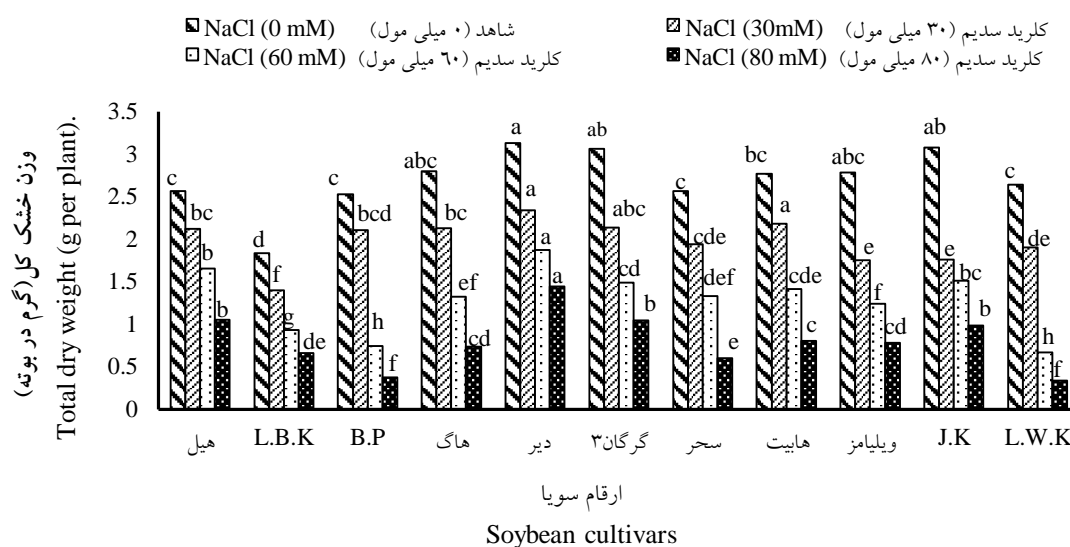 NaCl (0 mM) شاهد (۰ میلی مول)
NaCl (30mM) کلرید سدیم (۳۰ میلی مول)
NaCl (60 mM) کلرید سدیم (۶۰ میلی مول)
NaCl (80 mM) کلرید سدیم (۸۰ میلی مول)
وزن خشک کل(گرم در بوته)
Total dry weight (g per plant).
3.5
3
2.5
2
1.5
1
0.5
0
c bc b b
d f g de
c bcd h f
abc bc ef cd
a a a a
ab abc cd b
c cde def e
bc a cde c
abc e f cd
ab e bc d
c de h f
هیل L.B.K B.P هاگ دیر گرگان۳ سحر هابیت ویلیامز J.K L.W.K
ارقام سویا
Soybean cultivars